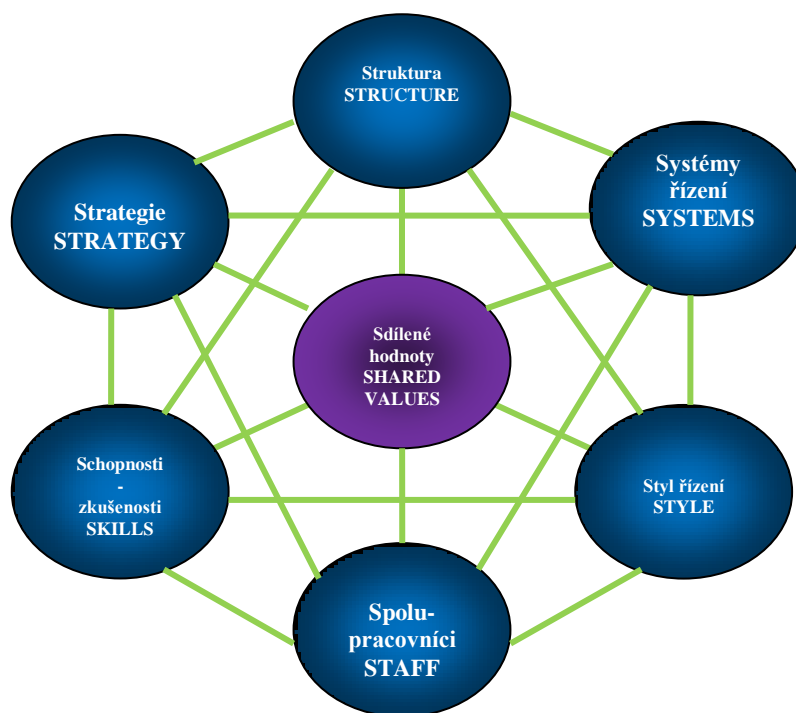 Struktura
STRUCTURE
Strategie
STRATEGY
Systémy
řízení
SYSTEMS
Sdílené
hodnoty
SHARED
VALUES
Schopnosti
-
zkušenosti
SKILLS
Styl řízení
STYLE
Spolu-
pracovníci
STAFF